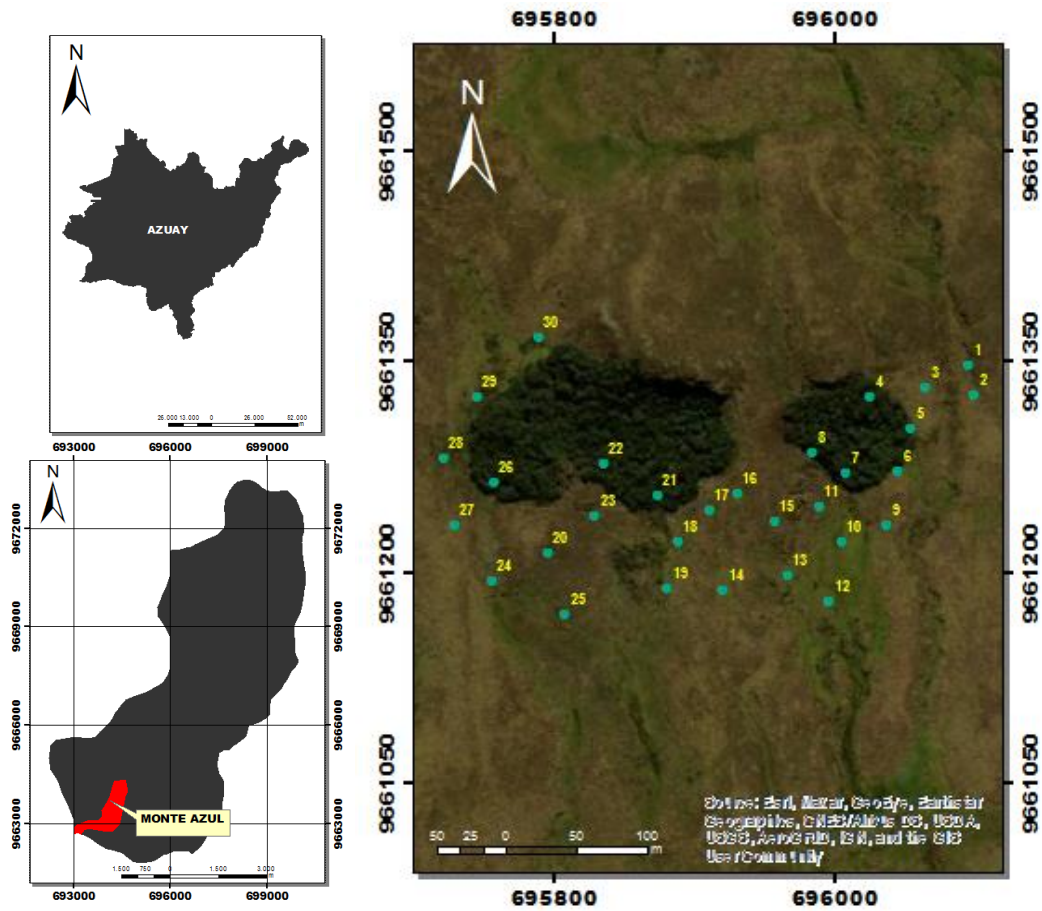 N
AZUAY
26.000 13.000 0 26.000 52.000
m
693000 696000 699000
N
9672000
9672000
9669000
9669000
9666000
9666000
9663000
9663000
MONTE AZUL
1.500 750 0 1.500 3.000
m
693000 696000 699000
695800 696000
N
9661500
9661500
9661350
9661350
9661200
9661200
9661050
9661050
30
1
3
2
29
4
5
28
22
8
7
6
26
21
16
17
11
27
23
15
9
18
10
20
24
19
14
13
12
25
Source: Esri, Maxar, GeoEye, Earthstar
Geographics, CNES/Airbus DS, USDA,
USGS, AeroGRID, IGN, and the GIS
User Community
50 25 0 50 100
m
695800 696000